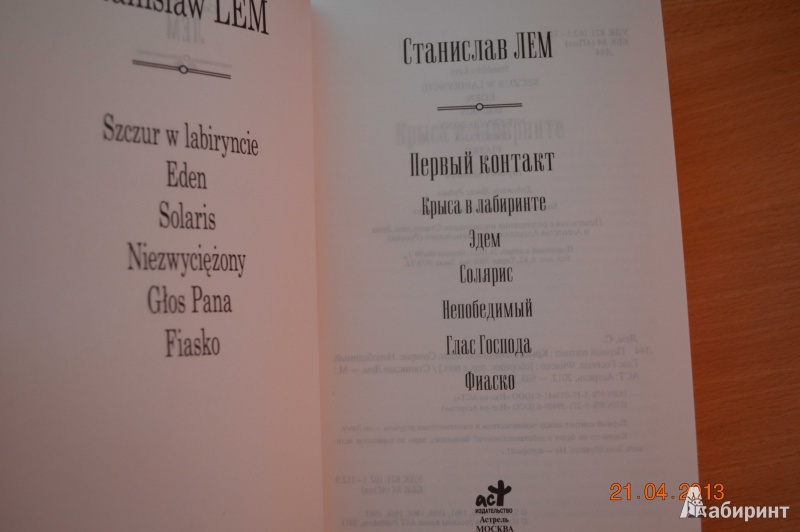 anisław LEM
Szczur w labiryncie
Eden
Solaris
Niezwyciężony
Głos Pana
Fiasko
Станислав ЛЕМ
Первый контакт
Крыса в лабиринте
Эдем
Солярис
Непобедимый
Глас Господа
Фиаско
аст
ИЗДАТЕЛЬСТВО
Астрель
МОСКВА
21.04.2013
Лабиринт